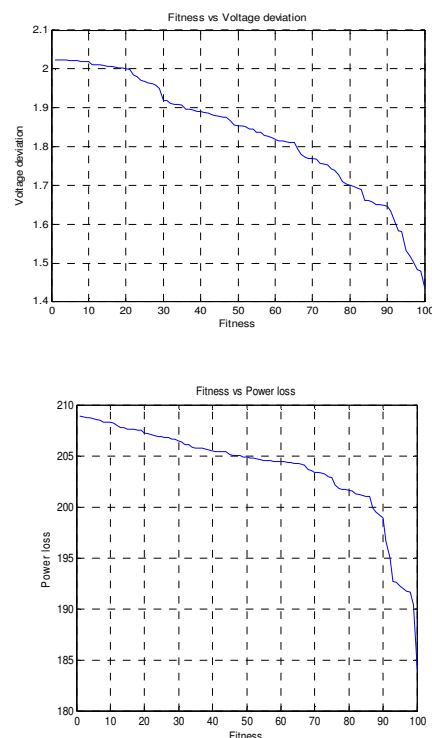 Fitness vs Voltage deviation
2.1
2
1.9
1.8
1.7
1.6
1.5
1.4
Voltage deviation
0 10 20 30 40 50 60 70 80 90 100
Fitness
Fitness vs Power loss
210
205
200
195
190
185
180
Power loss
0 10 20 30 40 50 60 70 80 90 100
Fitness